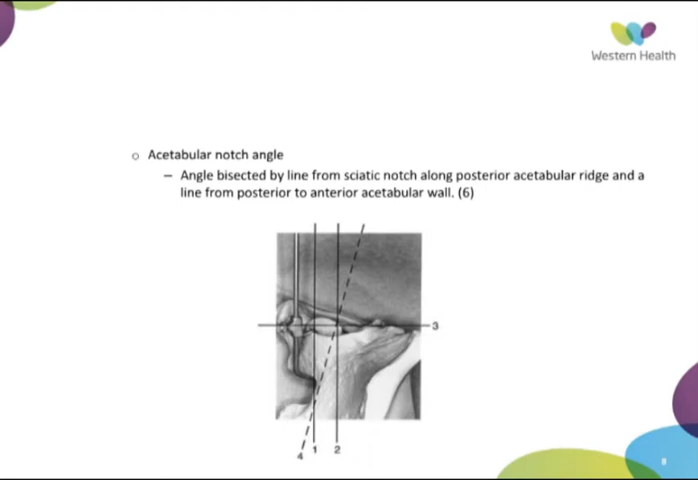 Western Health
o Acetabular notch angle
– Angle bisected by line from sciatic notch along posterior acetabular ridge and a
line from posterior to anterior acetabular wall. (6)
3
4 1 2
8